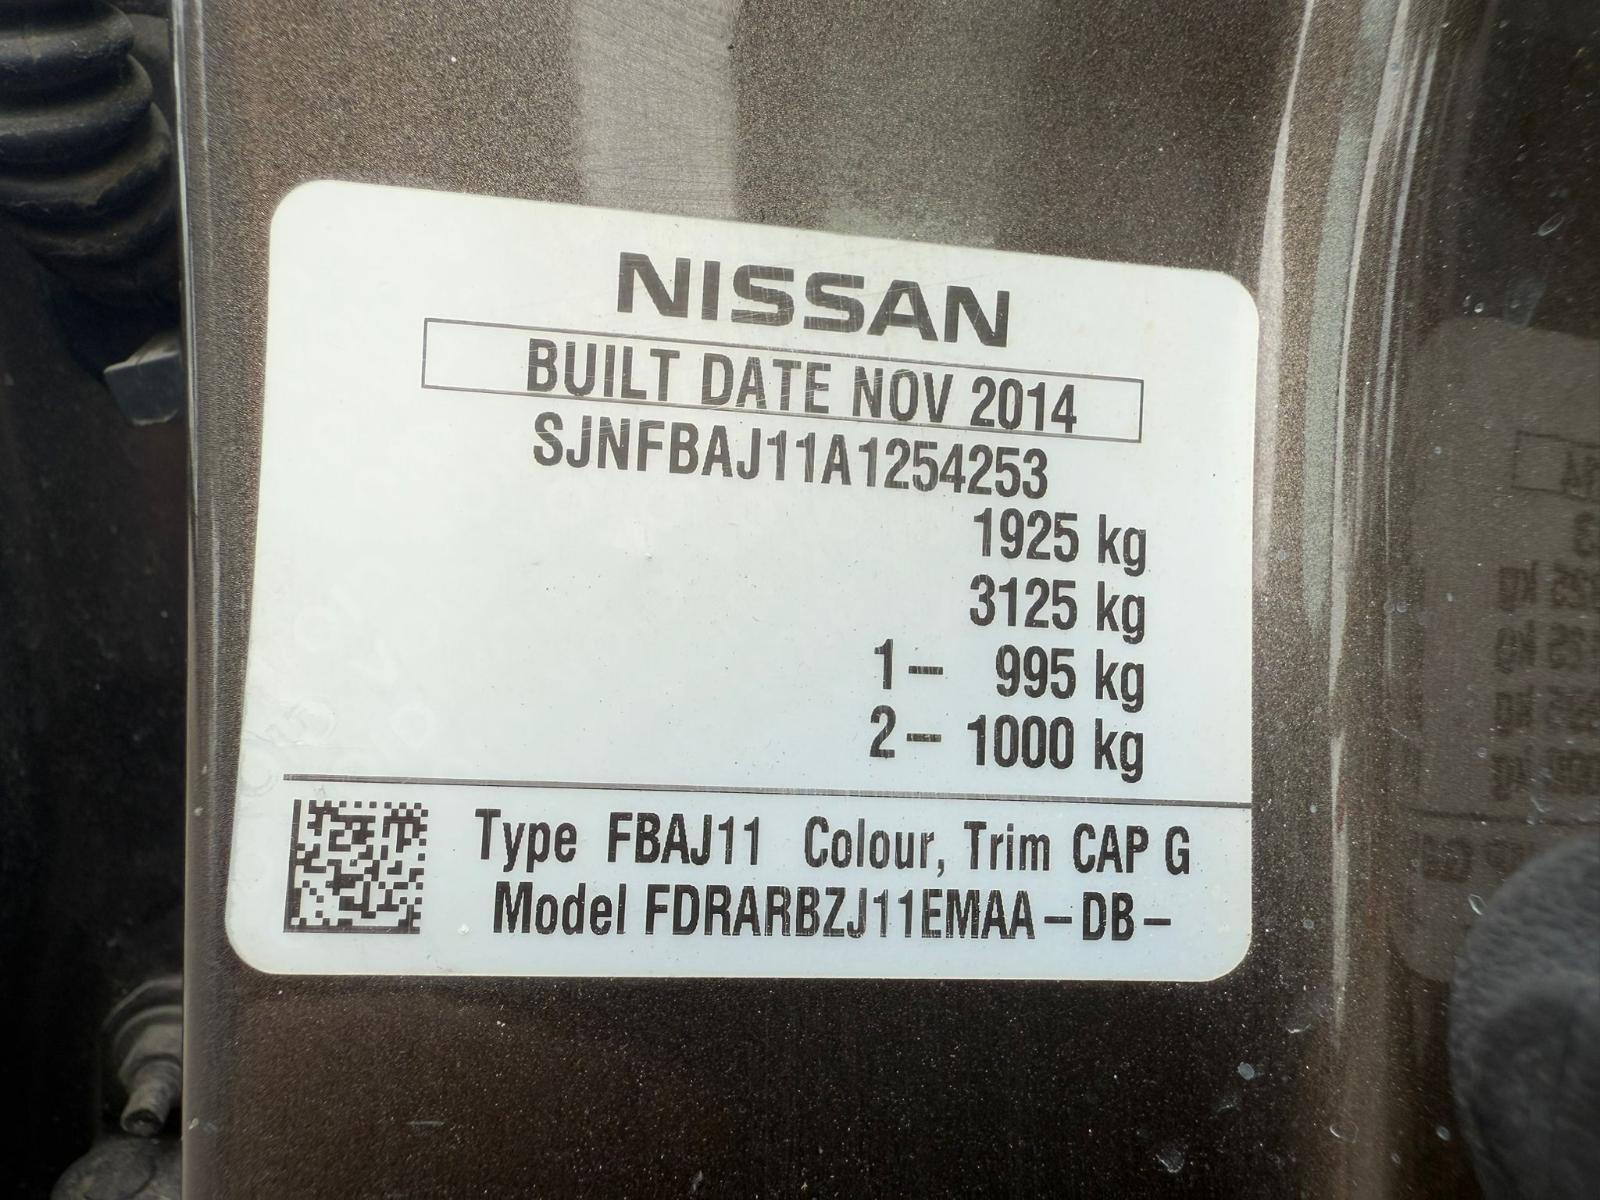 NISSAN
BUILT DATE NOV 2014
SJNFBAJ11A1254253
1925 kg
3125 kg
1- 995 kg
2- 1000 kg
Type FBAJ11 Colour, Trim CAP G
Model FDRARBZJ11EMAA-DB-